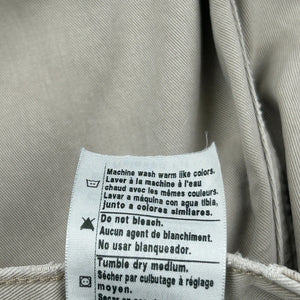 Machine wash warm like colors.
Laver à la machine à l'eau
chaud avec les mêmes couleurs.
Lavar a máquina con agua tibia,
junto a colores similares.
Do not bleach.
Aucun agent de blanchiment.
No usar blanqueador.
Tumble dry medium.
Sécher par culbutage à réglage
moyen.